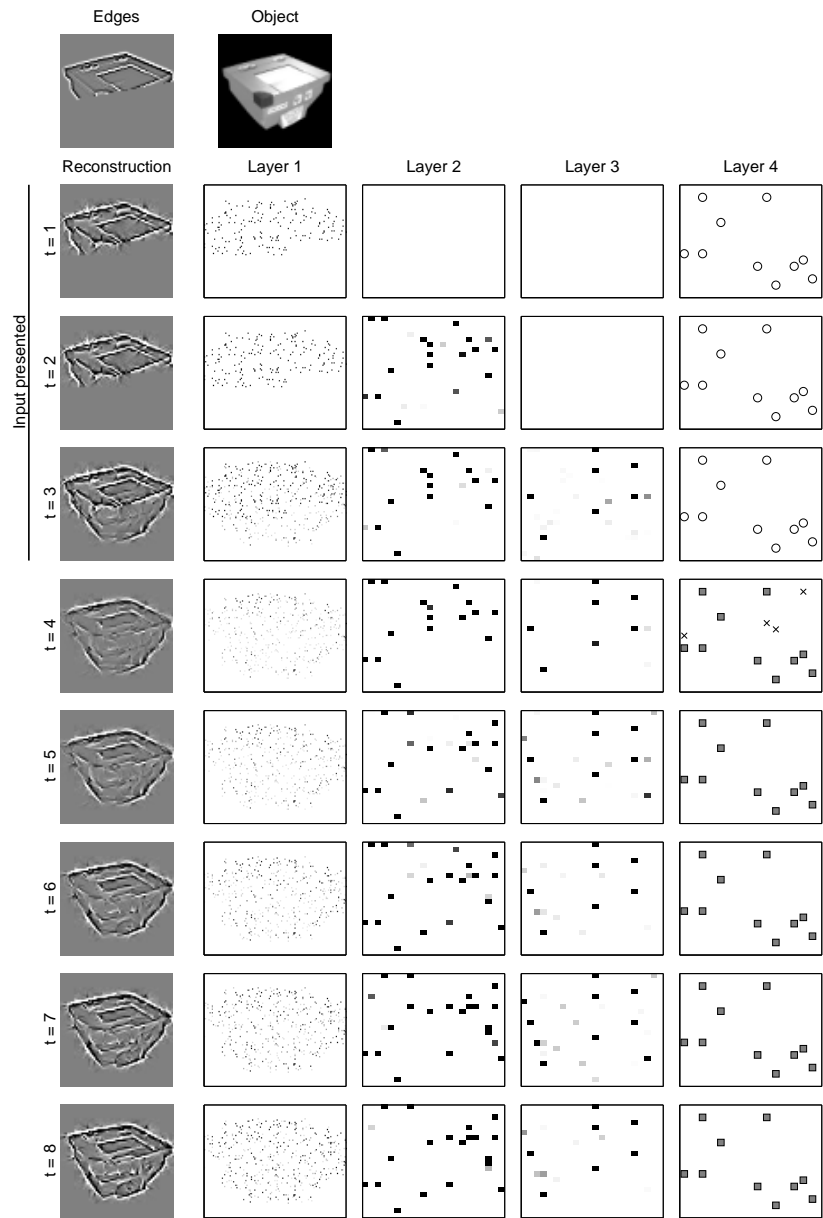 Edges Object
Reconstruction Layer 1 Layer 2 Layer 3 Layer 4
Input presented
t = 1
t = 2
t = 3
t = 4
t = 5
t = 6
t = 7
t = 8